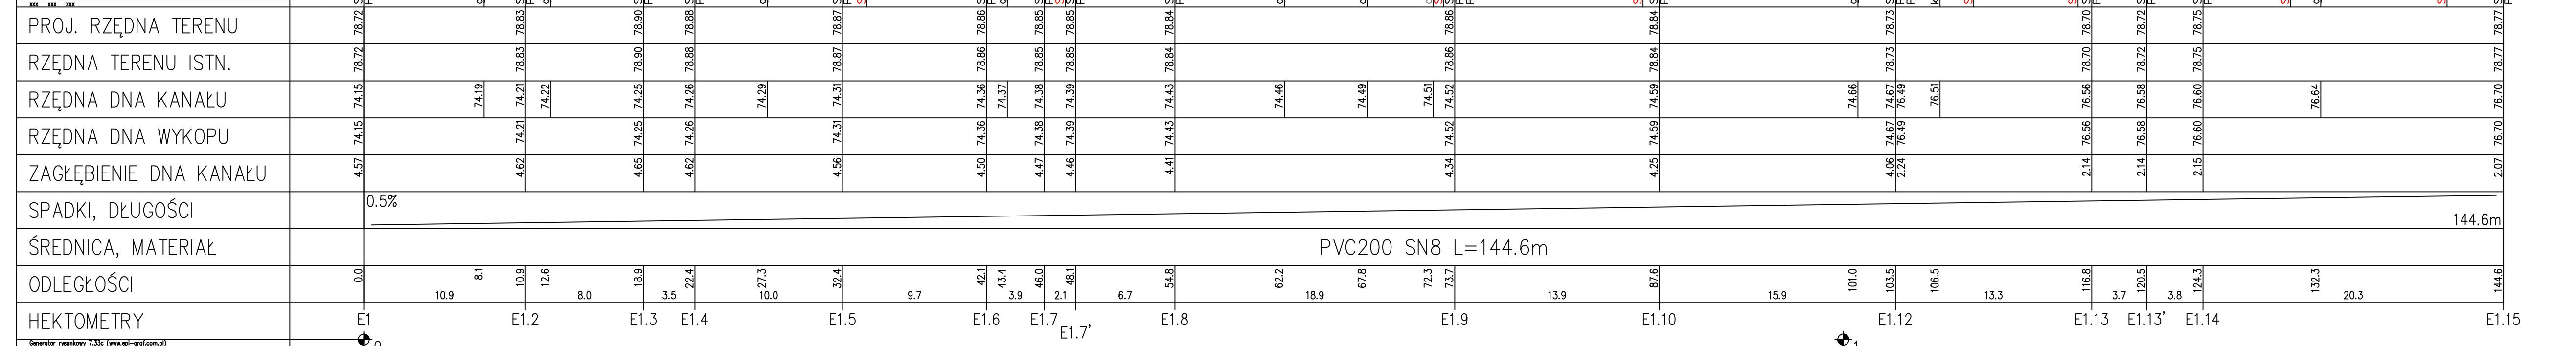 xxx xxx xxx
PROJ. RZĘDNA TERENU 78.72 78.83 78.90 78.88 78.87 78.86 78.85 78.85 78.84 78.86 78.84 78.73 78.70 78.72 78.75 78.77
RZĘDNA TERENU ISTN. 78.72 78.83 78.90 78.88 78.87 78.86 78.85 78.85 78.84 78.86 78.84 78.73 78.70 78.72 78.75 78.77
RZĘDNA DNA KANAŁU 74.15 74.19 74.21 74.22 74.25 74.26 74.29 74.31 74.36 74.37 74.38 74.39 74.43 74.46 74.49 74.51 74.52 74.59 74.66 74.67 76.49 76.51 76.56 76.58 76.60 76.64 76.70
RZĘDNA DNA WYKOPU 74.15 74.21 74.25 74.26 74.31 74.36 74.38 74.39 74.43 74.52 74.59 74.67 76.49 76.56 76.58 76.60 76.70
ZAGŁĘBIENIE DNA KANAŁU 4.57 4.62 4.65 4.62 4.56 4.50 4.47 4.46 4.41 4.34 4.25 4.06 2.24 2.14 2.14 2.15 2.07
SPADKI, DŁUGOŚCI 0.5% 144.6m
ŚREDNICA, MATERIAŁ PVC200 SN8 L=144.6m
ODLEGŁOŚCI 0.0 8.1 10.9 12.6 18.9 22.4 27.3 32.4 42.1 43.4 46.0 48.1 54.8 62.2 67.8 72.3 73.7 87.6 101.0 103.5 106.5 116.8 120.5 124.3 132.3 144.6
10.9 8.0 3.5 10.0 9.7 3.9 2.1 6.7 18.9 13.9 15.9 13.3 3.7 3.8 20.3
HEKTOMETRY E1 E1.2 E1.3 E1.4 E1.5 E1.6 E1.7 E1.7' E1.8 E1.9 E1.10 E1.12 E1.13 E1.13' E1.14 E1.15
Generator rysunkowy 7.33c (www.epi-graf.com.pl)